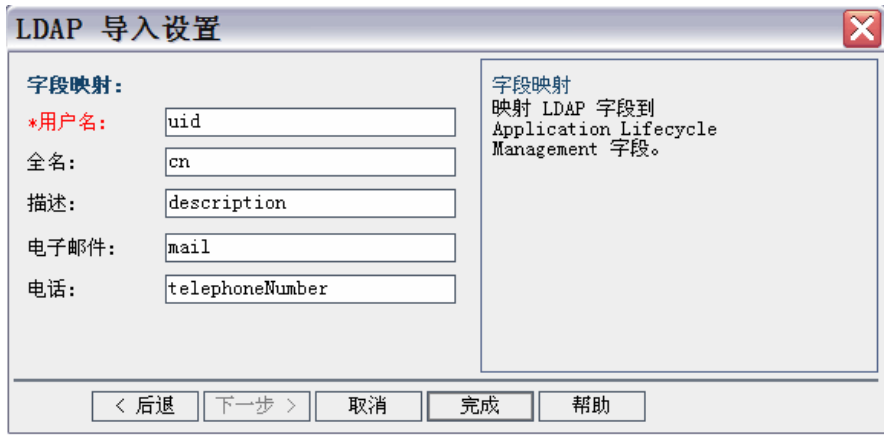 LDAP 导入设置
字段映射：
*用户名： uid
全名： cn
描述： description
电子邮件： mail
电话： telephoneNumber
字段映射
映射 LDAP 字段到
Application Lifecycle
Management 字段。
< 后退 下一步 > 取消 完成 帮助